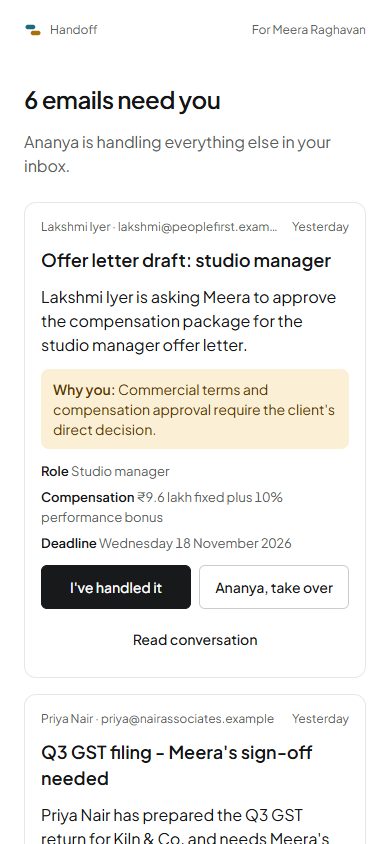 Handoff
For Meera Raghavan
6 emails need you
Ananya is handling everything else in your
inbox.
Lakshmi Iyer · lakshmi@peoplefirst.exam...
Yesterday
Offer letter draft: studio manager
Lakshmi Iyer is asking Meera to approve
the compensation package for the
studio manager offer letter.
Why you: Commercial terms and
compensation approval require the client's
direct decision.
Role Studio manager
Compensation ₹9.6 lakh fixed plus 10%
performance bonus
Deadline Wednesday 18 November 2026
I've handled it
Ananya, take over
Read conversation
Priya Nair · priya@nairassociates.example
Yesterday
Q3 GST filing - Meera's sign-off
needed
Priya Nair has prepared the Q3 GST
return for Kiln & Co. and needs Meera's